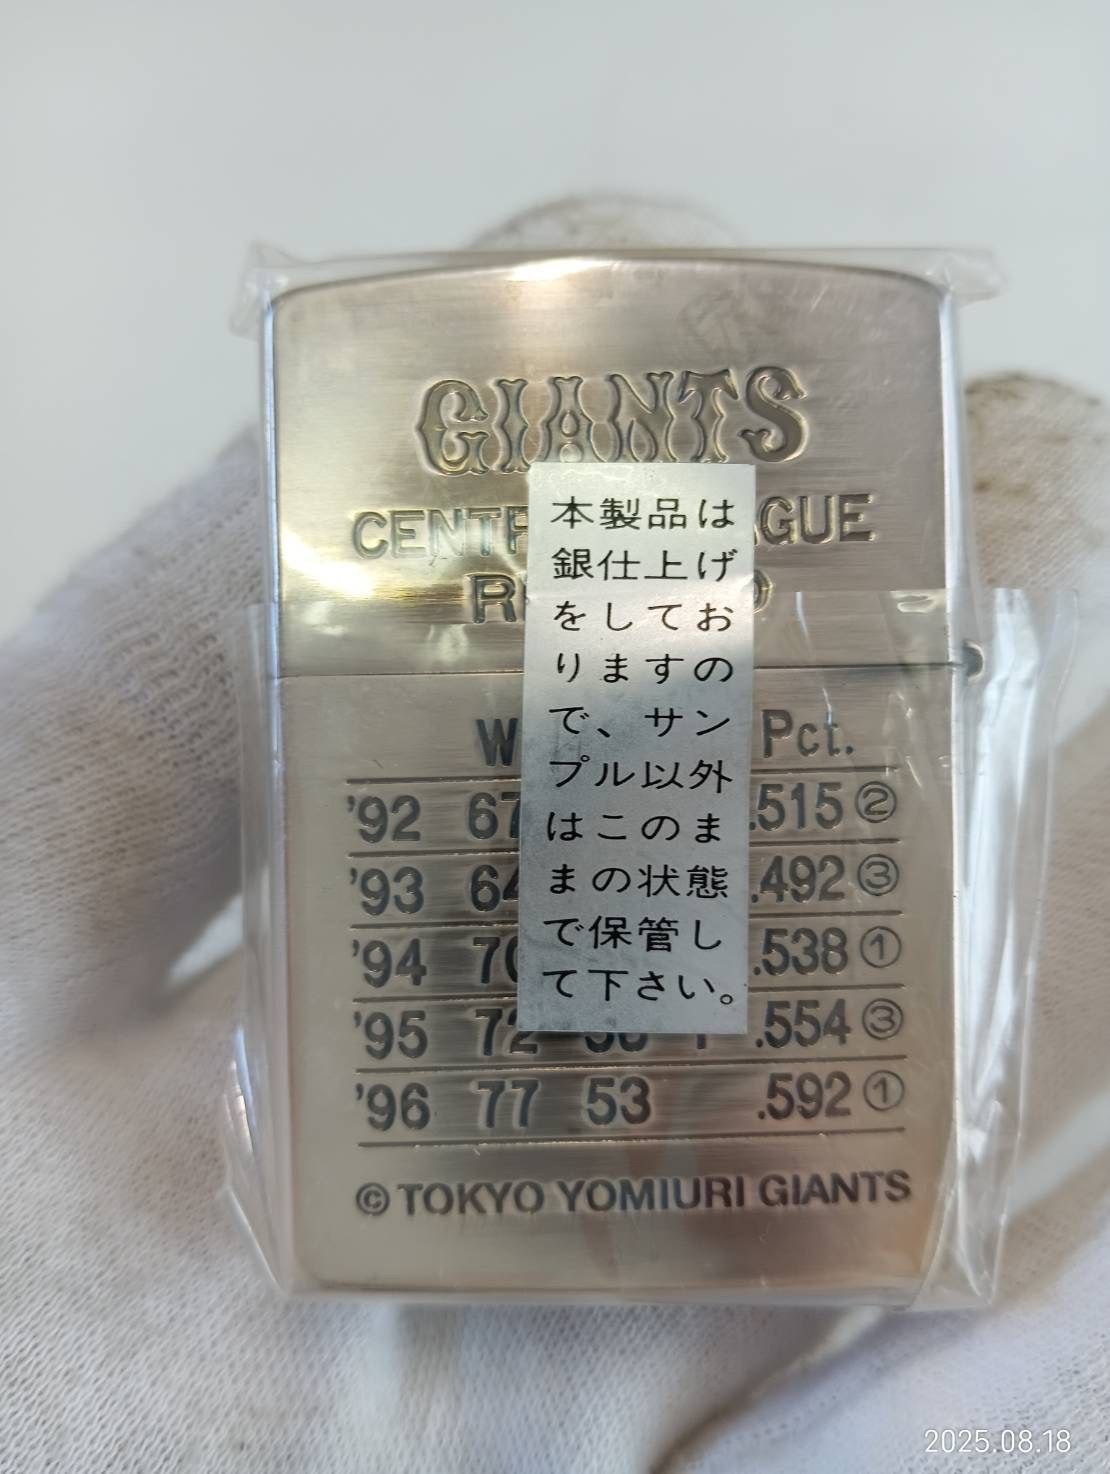 GIANTS
本製品は
銀仕上げ
をしてお
りますの
で、サン
プル以外
はこのま
まの状態
で保管し
て下さい。
W Pct.
'92 67 .515 ②
'93 64 .492 ③
'94 70 .538 ①
'95 72 58 1 .554 ③
'96 77 53 .592 ①
© TOKYO YOMIURI GIANTS
2025.08.18